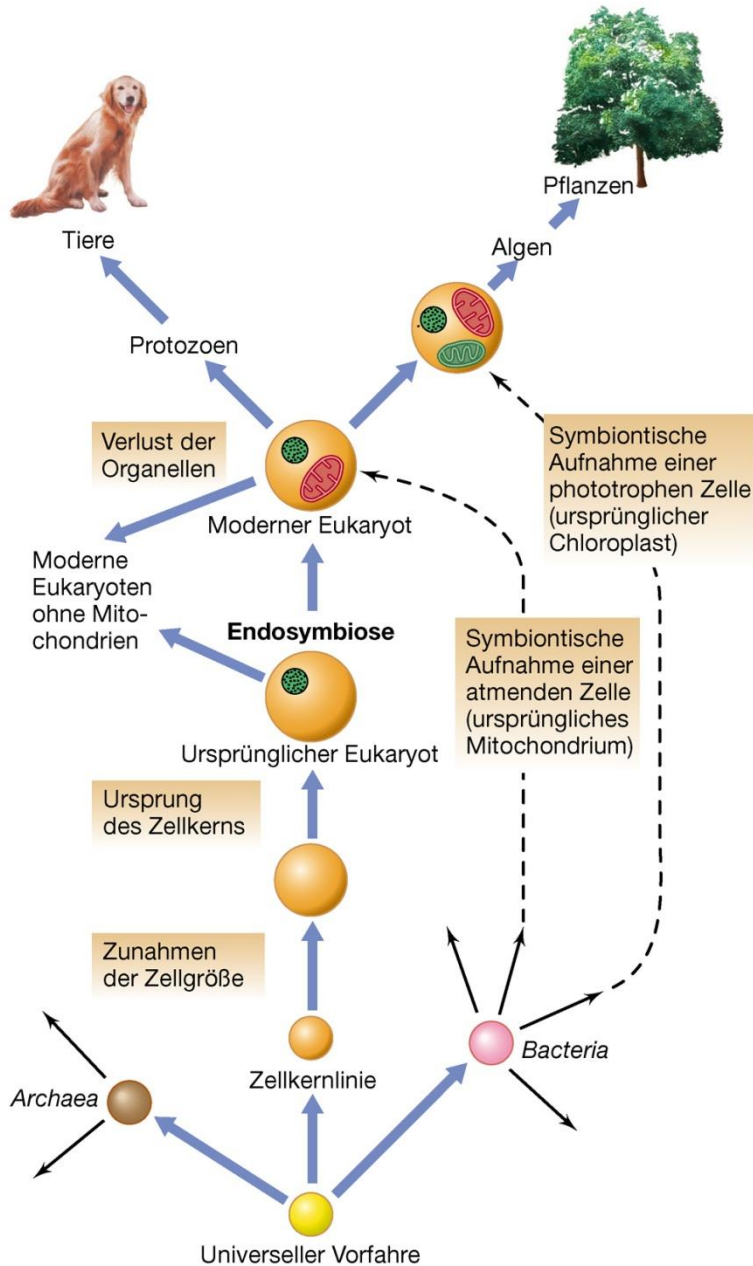 Pflanzen
Tiere
Algen
Protozoen
Verlust der
Organellen
Symbiontische
Aufnahme einer
phototrophen Zelle
(ursprünglicher
Chloroplast)
Moderner Eukaryot
Moderne
Eukaryoten
ohne Mito-
chondrien
Endosymbiose
Symbiontische
Aufnahme einer
atmenden Zelle
(ursprüngliches
Mitochondrium)
Ursprünglicher Eukaryot
Ursprung
des Zellkerns
Zunahmen
der Zellgröße
Zellkernlinie
Bacteria
Archaea
Universeller Vorfahre